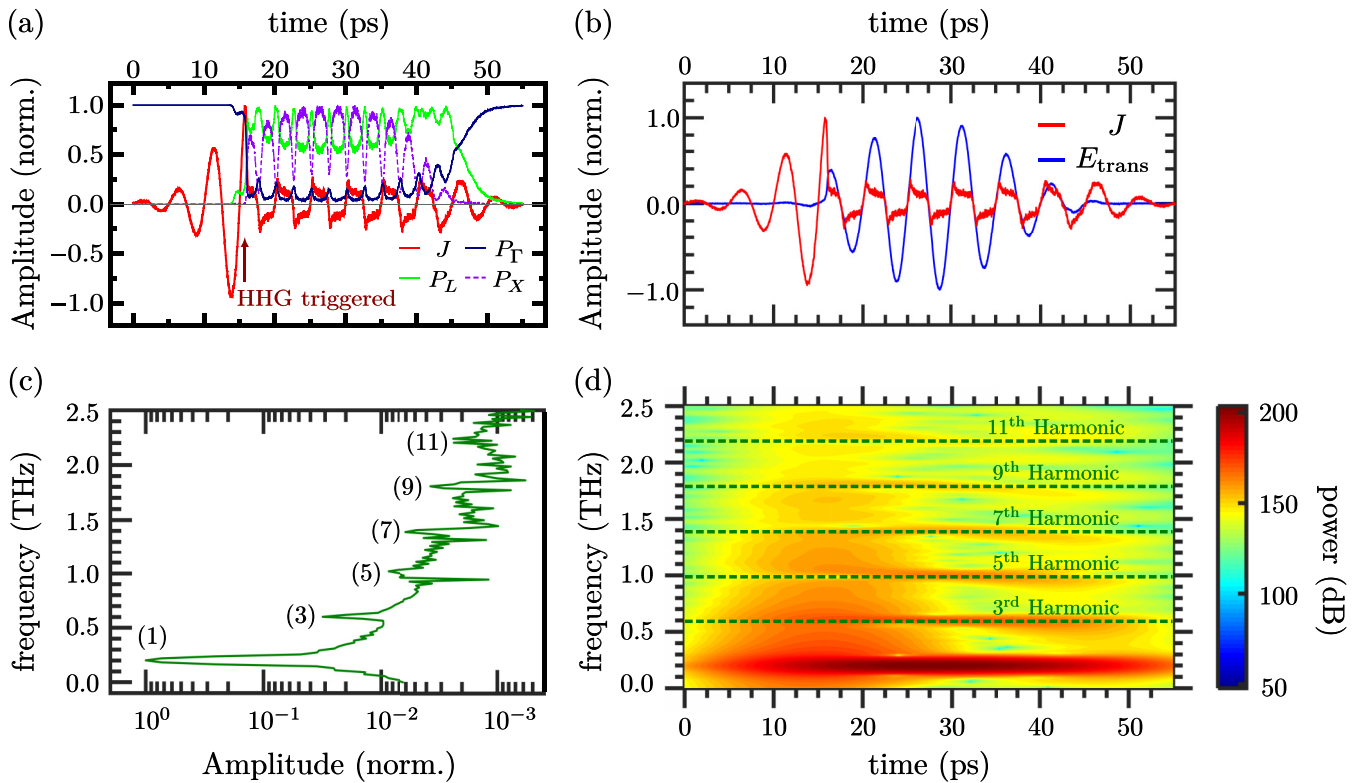 (a)
time (ps)
0 10 20 30 40 50
Amplitude (norm.)
1.0
0.5
0.0
−0.5
−1.0
J P_Γ
P_L P_X
HHG triggered
(b)
time (ps)
0 10 20 30 40 50
Amplitude (norm.)
1.0
0.0
−1.0
J
E_trans
(c)
frequency (THz)
2.5
2.0
1.5
1.0
0.5
0.0
(11)
(9)
(7)
(5)
(3)
(1)
10⁰ 10⁻¹ 10⁻² 10⁻³
Amplitude (norm.)
(d)
frequency (THz)
2.5
2.0
1.5
1.0
0.5
0.0
11th Harmonic
9th Harmonic
7th Harmonic
5th Harmonic
3rd Harmonic
0 10 20 30 40 50
time (ps)
200
150
100
50
power (dB)